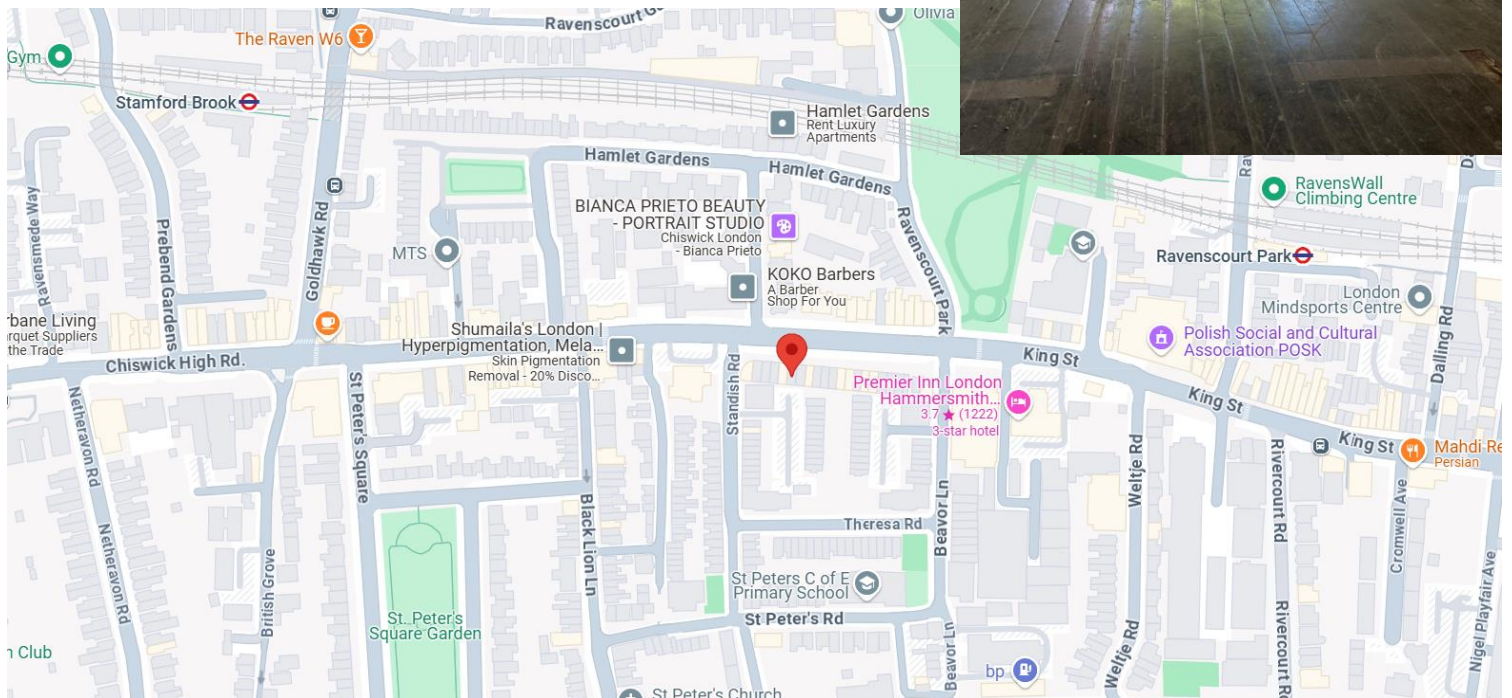 Ravenscourt G
Olivia
The Raven W6
Gym
Stamford Brook
Hamlet Gardens
Rent Luxury
Apartments
Hamlet Gardens
Hamlet Gardens
RavensWall
Climbing Centre
BIANCA PRIETO BEAUTY
- PORTRAIT STUDIO
Chiswick London
- Bianca Prieto
Ravensmede Way
Prebend Gardens
Goldhawk Rd
MTS
Ravenscourt Park
Ravenscourt Park
KOKO Barbers
A Barber
Shop For You
London
Mindsports Centre
rbane Living
rquet Suppliers
the Trade
Shumaila's London |
Hyperpigmentation, Mela...
Skin Pigmentation
Removal - 20% Disco...
Polish Social and Cultural
Association POSK
Dalling Rd
Chiswick High Rd.
King St
Premier Inn London
Hammersmith...
3.7 ★ (1222)
3-star hotel
Standish Rd
King St
King St
Mahdi Re
Persian
Netheravon Rd
St Peter's Square
Black Lion Ln
Beavor Ln
Weltje Rd
Rivercourt Rd
Cromwell Ave
Theresa Rd
Netheravon Rd
British Grove
St Peters C of E
Primary School
St. Peter's
Square Garden
St Peter's Rd
Beavor Ln
Weltje Rd
Rivercourt Rd
Nigel Playfair Ave
n Club
bp
St Peter's Church